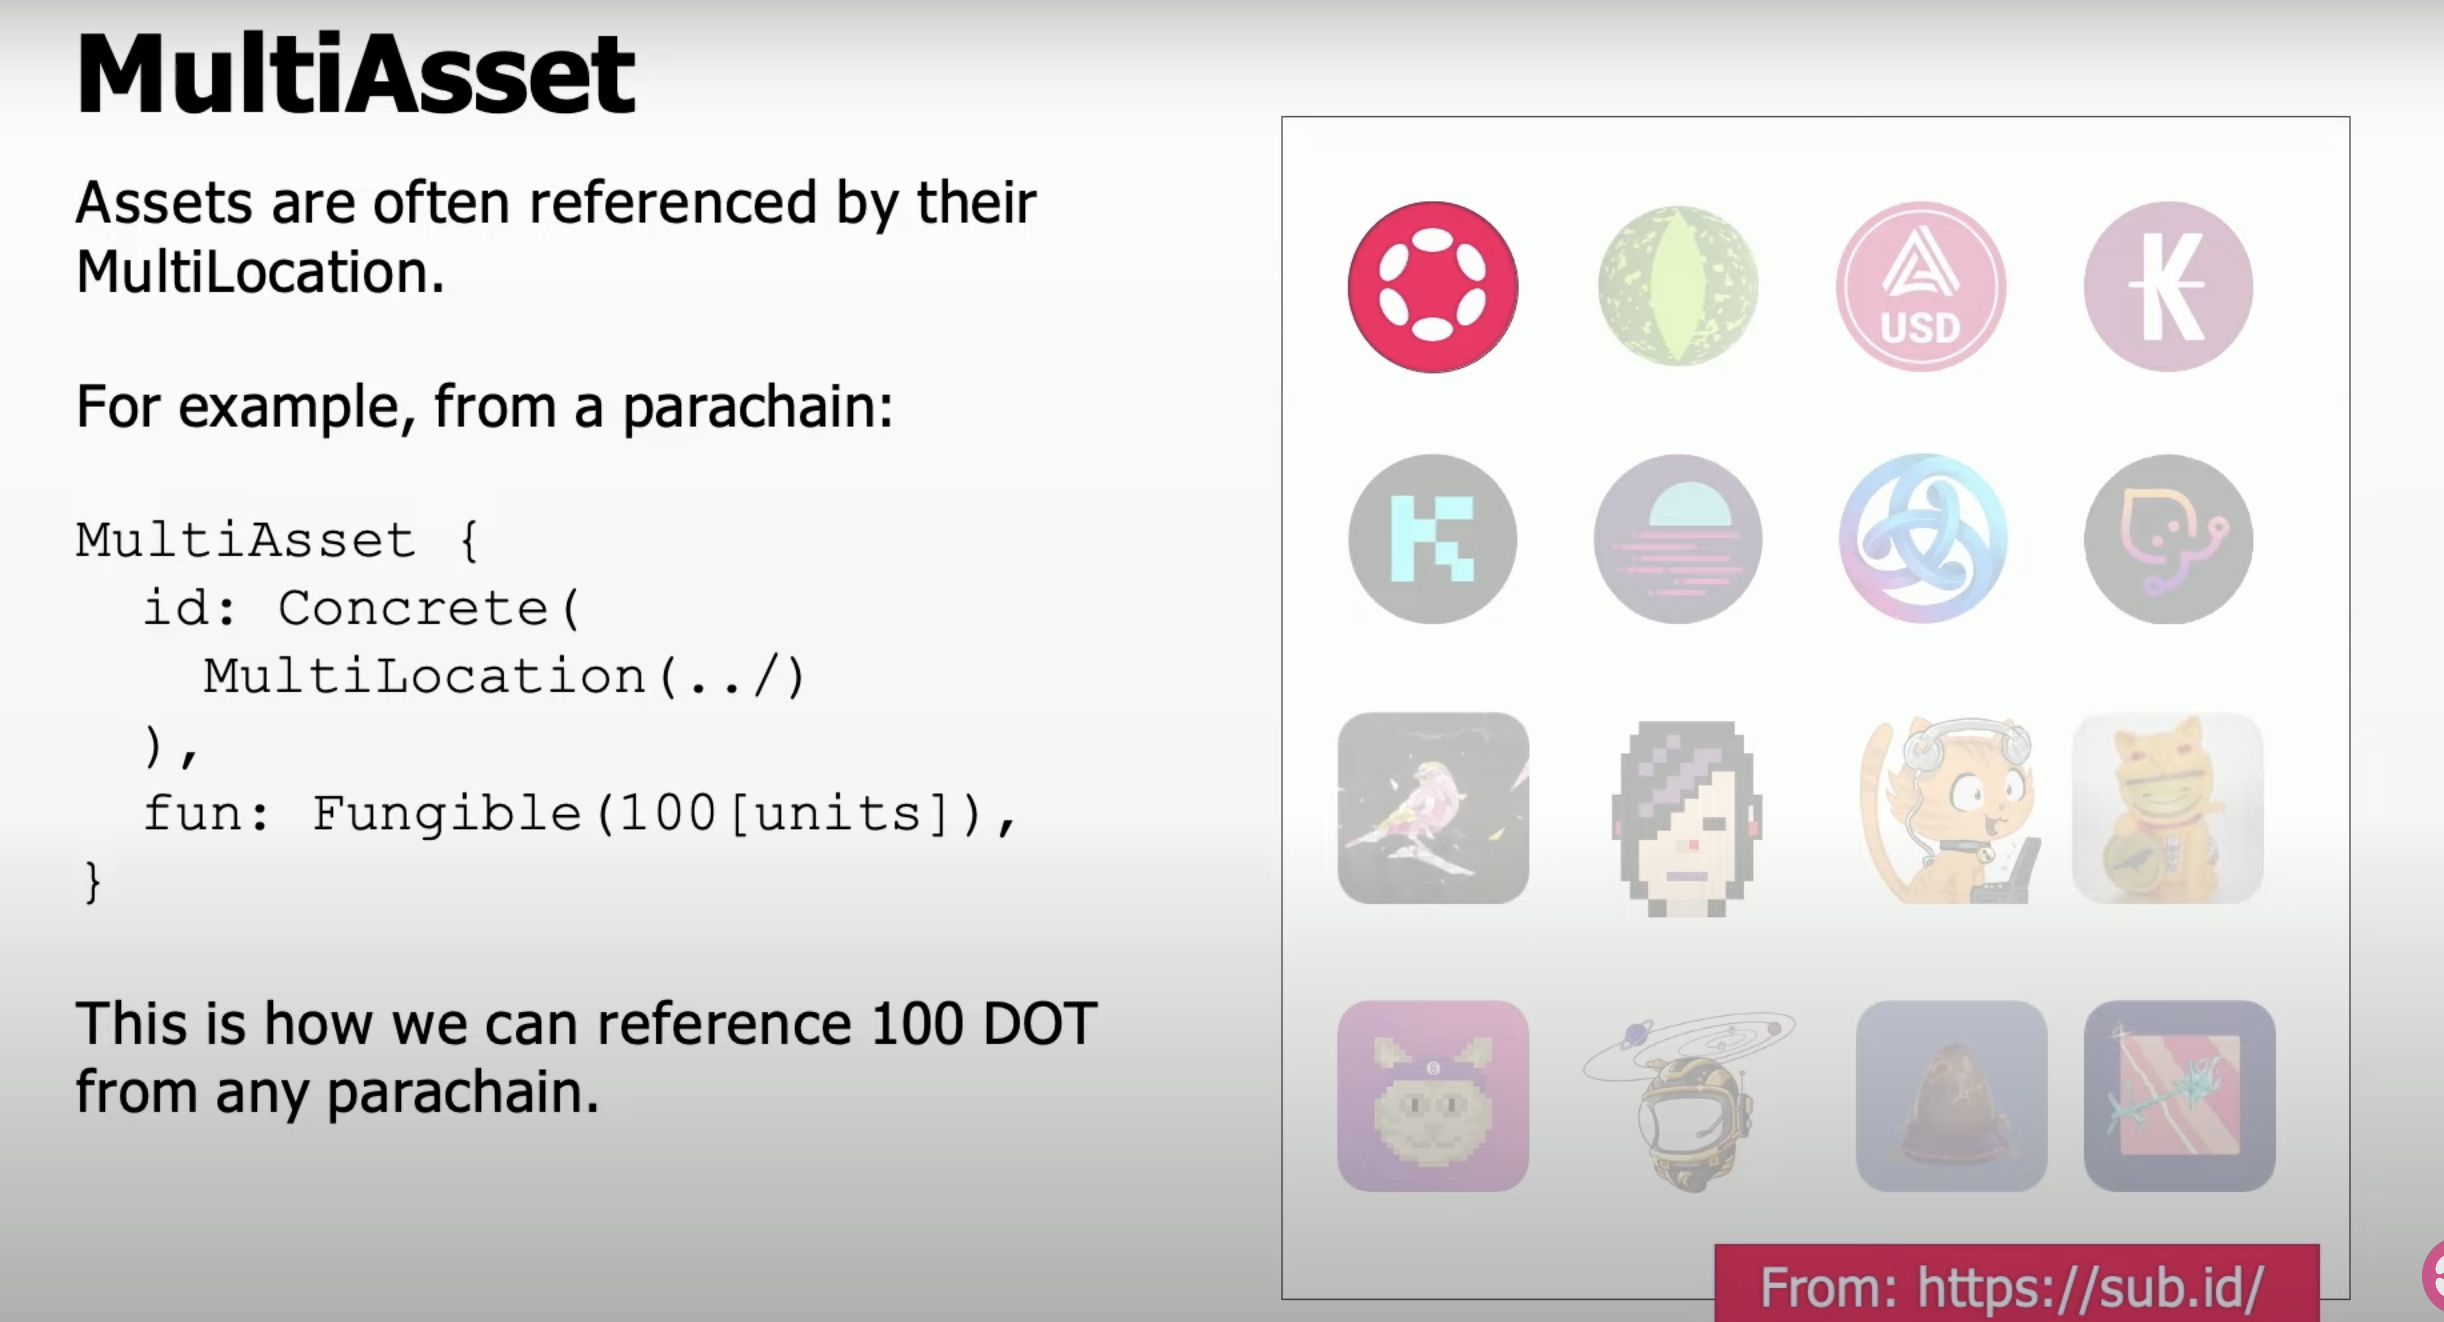 MultiAsset
Assets are often referenced by their
MultiLocation.
For example, from a parachain:
MultiAsset {
id: Concrete(
MultiLocation(../)
),
fun: Fungible(100[units]),
}
This is how we can reference 100 DOT
from any parachain.
USD
K
K
S
From: https://sub.id/